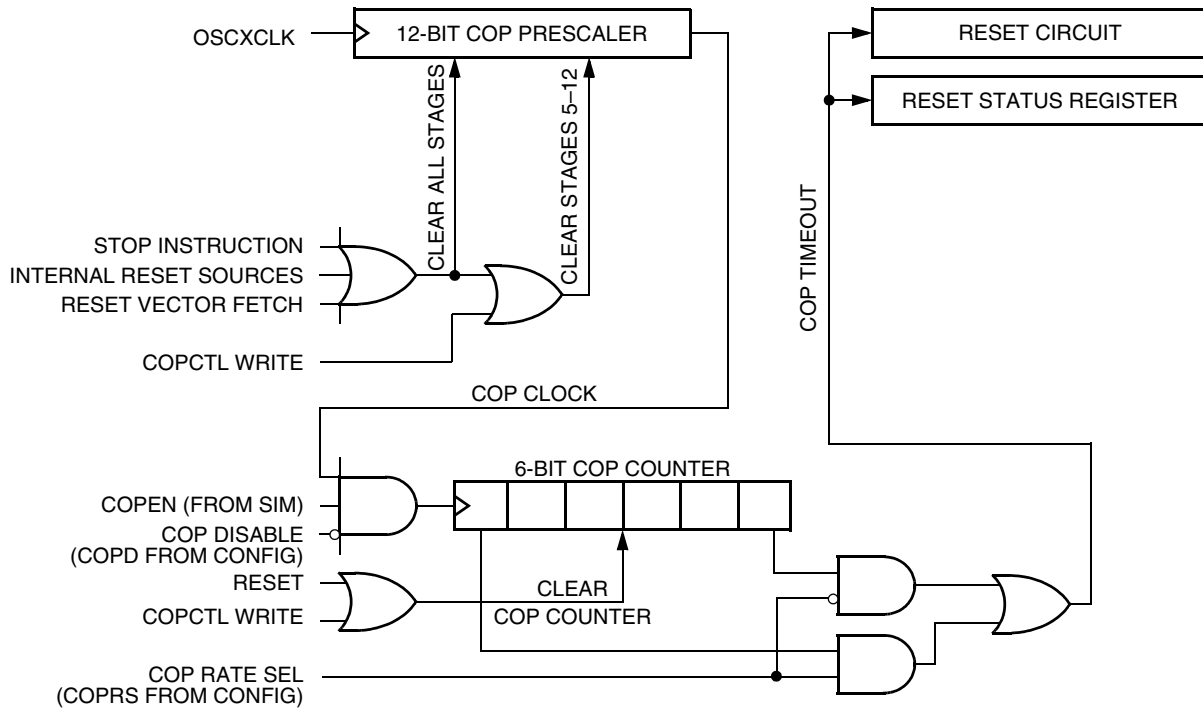 OSCXCLK
12-BIT COP PRESCALER
RESET CIRCUIT
RESET STATUS REGISTER
CLEAR ALL STAGES
CLEAR STAGES 5–12
COP TIMEOUT
STOP INSTRUCTION
INTERNAL RESET SOURCES
RESET VECTOR FETCH
COPCTL WRITE
COP CLOCK
6-BIT COP COUNTER
COPEN (FROM SIM)
COP DISABLE
(COPD FROM CONFIG)
RESET
COPCTL WRITE
CLEAR
COP COUNTER
COP RATE SEL
(COPRS FROM CONFIG)